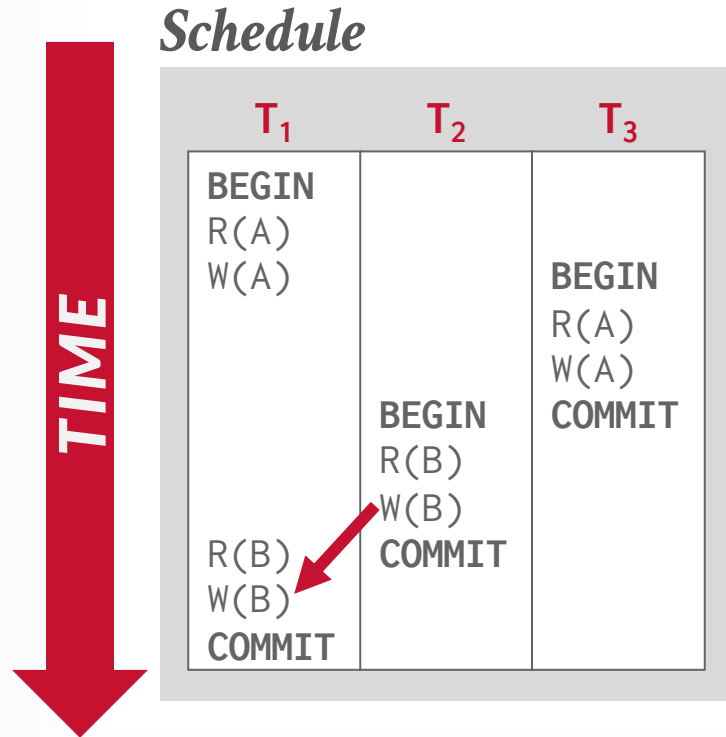 Schedule
TIME
T₁ T₂ T₃
BEGIN
R(A)
W(A) BEGIN
R(A)
W(A)
BEGIN COMMIT
R(B)
W(B)
R(B) COMMIT
W(B)
COMMIT